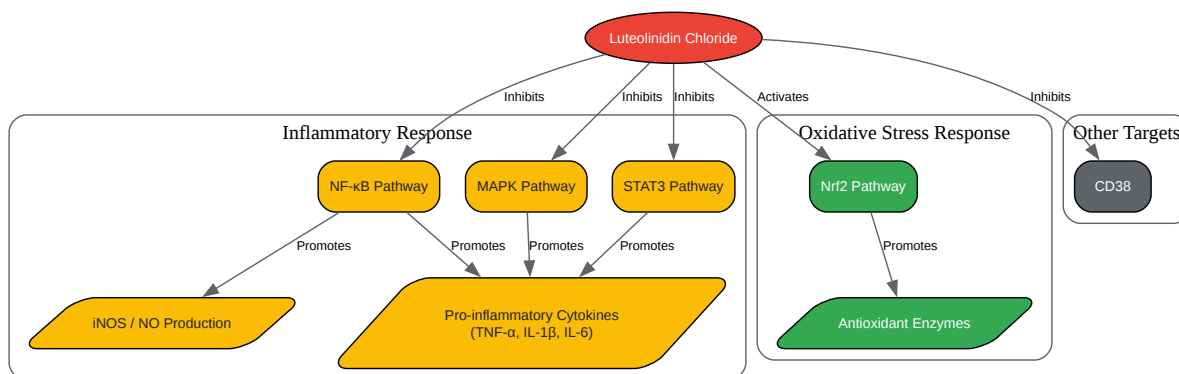 Luteolinidin Chloride
Inhibits
Inhibits
Inhibits
Activates
Inhibits
Inflammatory Response
Oxidative Stress Response
Other Targets
NF-κB Pathway
MAPK Pathway
STAT3 Pathway
Nrf2 Pathway
CD38
Promotes
Promotes
Promotes
Promotes
Promotes
iNOS / NO Production
Pro-inflammatory Cytokines
(TNF-α, IL-1β, IL-6)
Antioxidant Enzymes